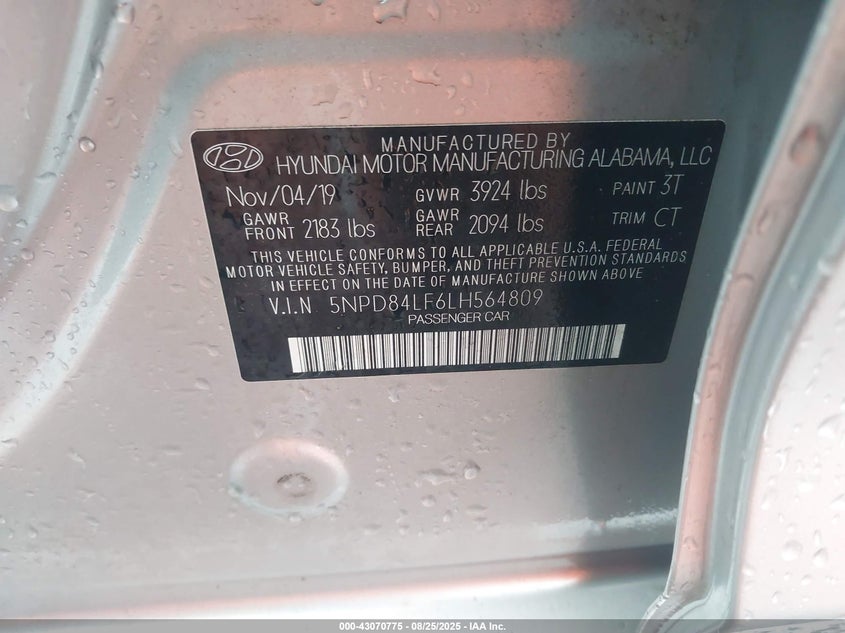 MANUFACTURED BY
HYUNDAI MOTOR MANUFACTURING ALABAMA, LLC
Nov/04/19 GVWR 3924 lbs PAINT 3T
GAWR FRONT 2183 lbs GAWR REAR 2094 lbs TRIM CT
THIS VEHICLE CONFORMS TO ALL APPLICABLE U.S.A. FEDERAL
MOTOR VEHICLE SAFETY, BUMPER, AND THEFT PREVENTION STANDARDS
IN EFFECT ON THE DATE OF MANUFACTURE SHOWN ABOVE
V.I.N 5NPD84LF6LH564809
PASSENGER CAR
000-43070775 - 08/25/2025 - IAA Inc.